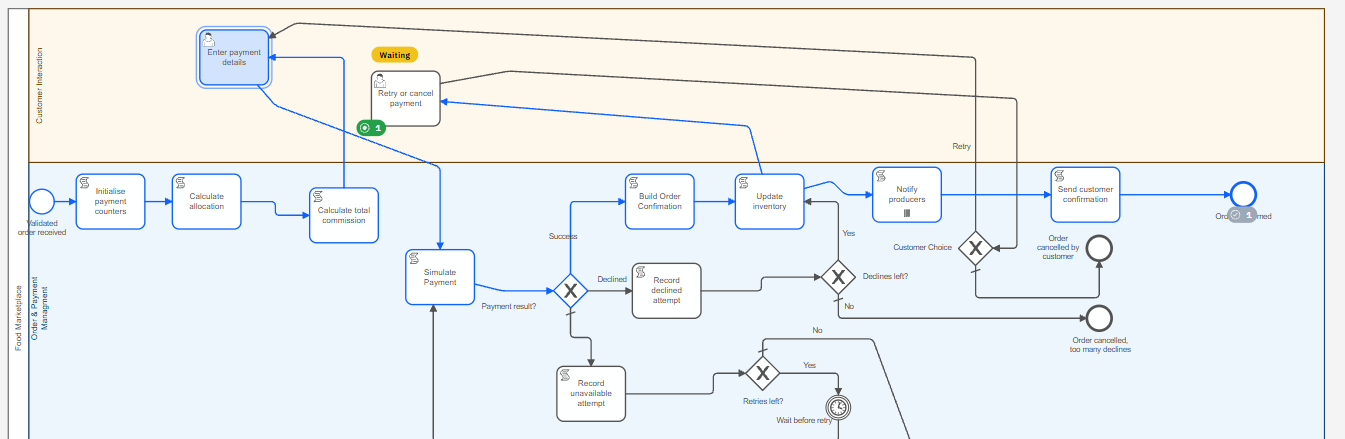 Customer Interaction
Enter payment
details
Waiting
Retry or cancel
payment
1
Retry
Food Marketplace
Order & Payment
Managment
Validated
order received
Initialise
payment
counters
Calculate
allocation
Calculate total
commission
Simulate
Payment
Payment result?
Success
Declined
Build Order
Confimation
Update
inventory
Notify
producers
Send customer
confirmation
1
Record
declined
attempt
Yes
Declines left?
No
Customer Choice
Order
cancelled by
customer
Order cancelled,
too many declines
Record
unavailable
attempt
Retries left?
No
Yes
Wait before retry